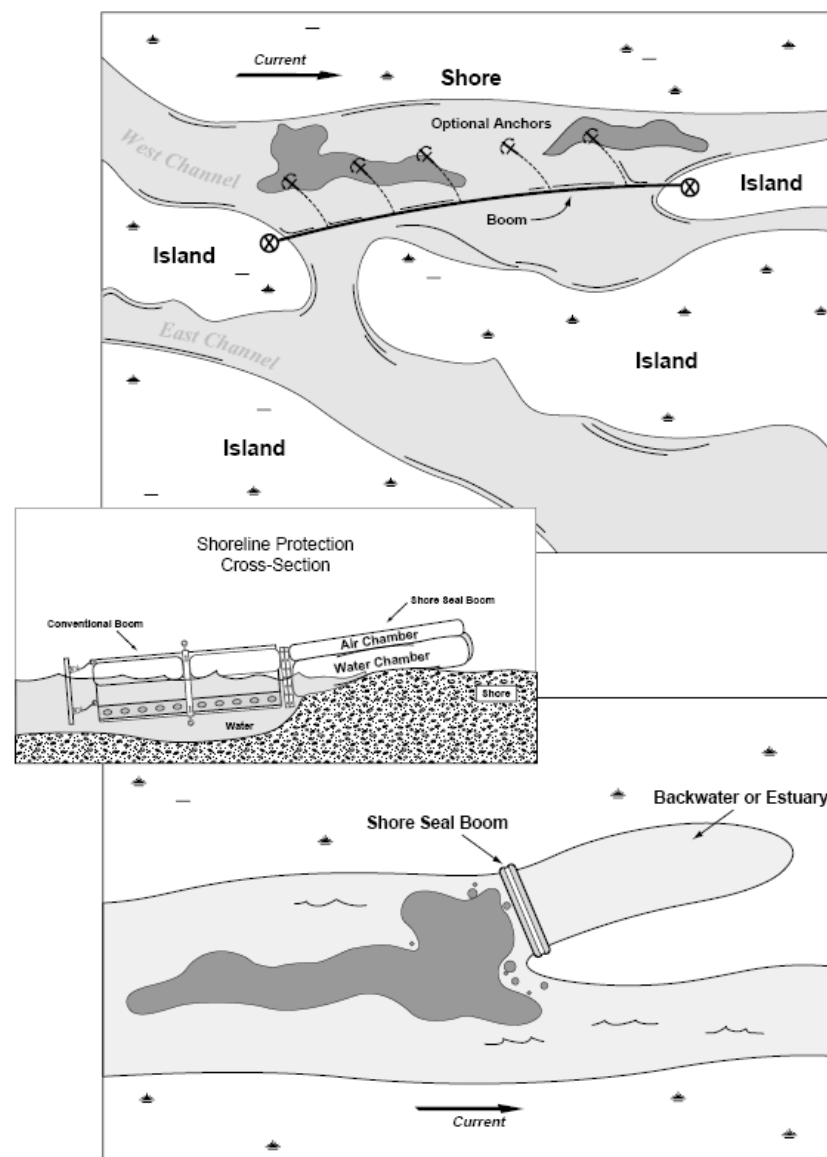 Current
Shore
Optional Anchors
West Channel
Island
Boom
Island
East Channel
Island
Island
Shoreline Protection
Cross-Section
Shore Seal Boom
Conventional Boom
Air Chamber
Water Chamber
Shore
Water
Backwater or Estuary
Shore Seal Boom
Current